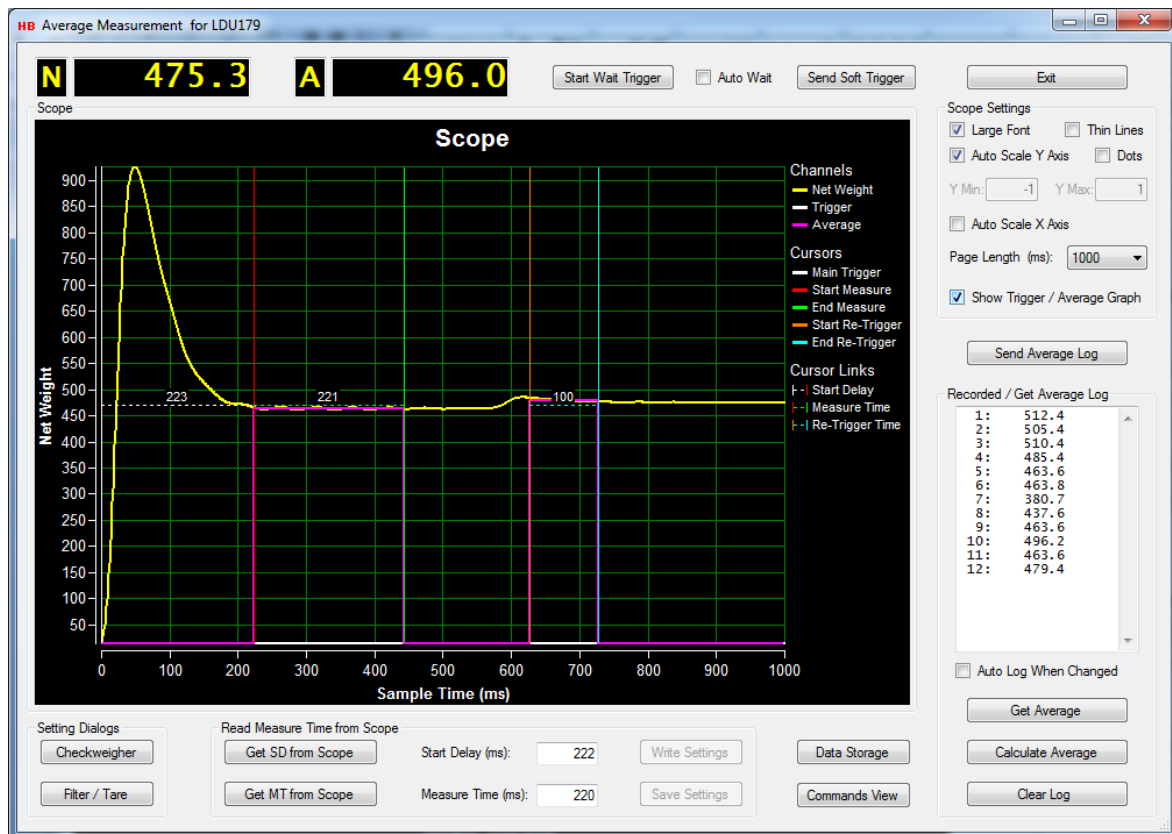 HB Average Measurement for LDU179
N 475.3 A 496.0 Start Wait Trigger Auto Wait Send Soft Trigger Exit
Scope
Scope
Net Weight
900
850
800
750
700
650
600
550
500
450
400
350
300
250
200
150
100
50
223 221 100
0 100 200 300 400 500 600 700 800 900 1000
Sample Time (ms)
Channels
Net Weight
Trigger
Average
Cursors
Main Trigger
Start Measure
End Measure
Start Re-Trigger
End Re-Trigger
Cursor Links
Start Delay
Measure Time
Re-Trigger Time
Scope Settings
Large Font Thin Lines
Auto Scale Y Axis Dots
Y Min: -1 Y Max: 1
Auto Scale X Axis
Page Length (ms): 1000
Show Trigger / Average Graph
Send Average Log
Recorded / Get Average Log
1: 512.4
2: 505.4
3: 510.4
4: 485.4
5: 463.6
6: 463.8
7: 380.7
8: 437.6
9: 463.6
10: 496.2
11: 463.6
12: 479.4
Auto Log When Changed
Get Average
Calculate Average
Clear Log
Setting Dialogs
Checkweigher
Filter / Tare
Read Measure Time from Scope
Get SD from Scope Start Delay (ms): 222 Write Settings
Get MT from Scope Measure Time (ms): 220 Save Settings
Data Storage
Commands View